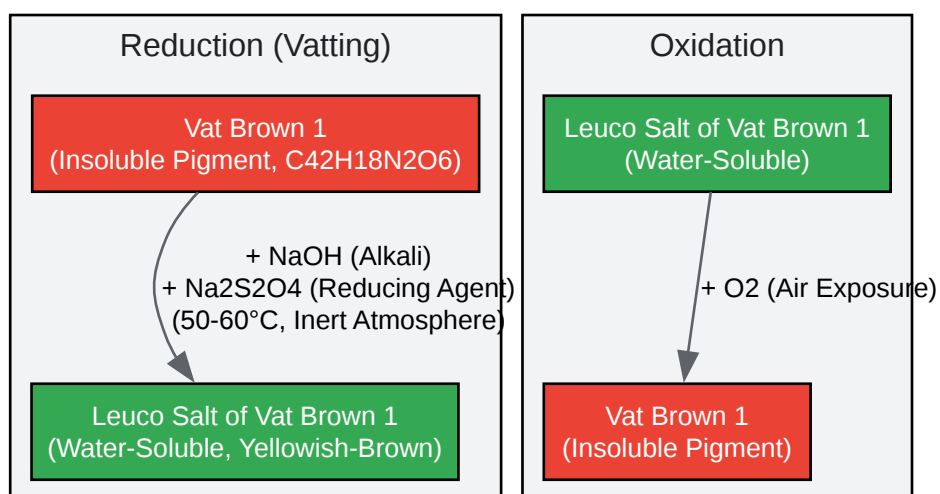 Reduction (Vatting)
Vat Brown 1
(Insoluble Pigment, C42H18N2O6)
+ NaOH (Alkali)
+ Na2S2O4 (Reducing Agent)
(50-60°C, Inert Atmosphere)
Leuco Salt of Vat Brown 1
(Water-Soluble, Yellowish-Brown)
Oxidation
Leuco Salt of Vat Brown 1
(Water-Soluble)
+ O2 (Air Exposure)
Vat Brown 1
(Insoluble Pigment)